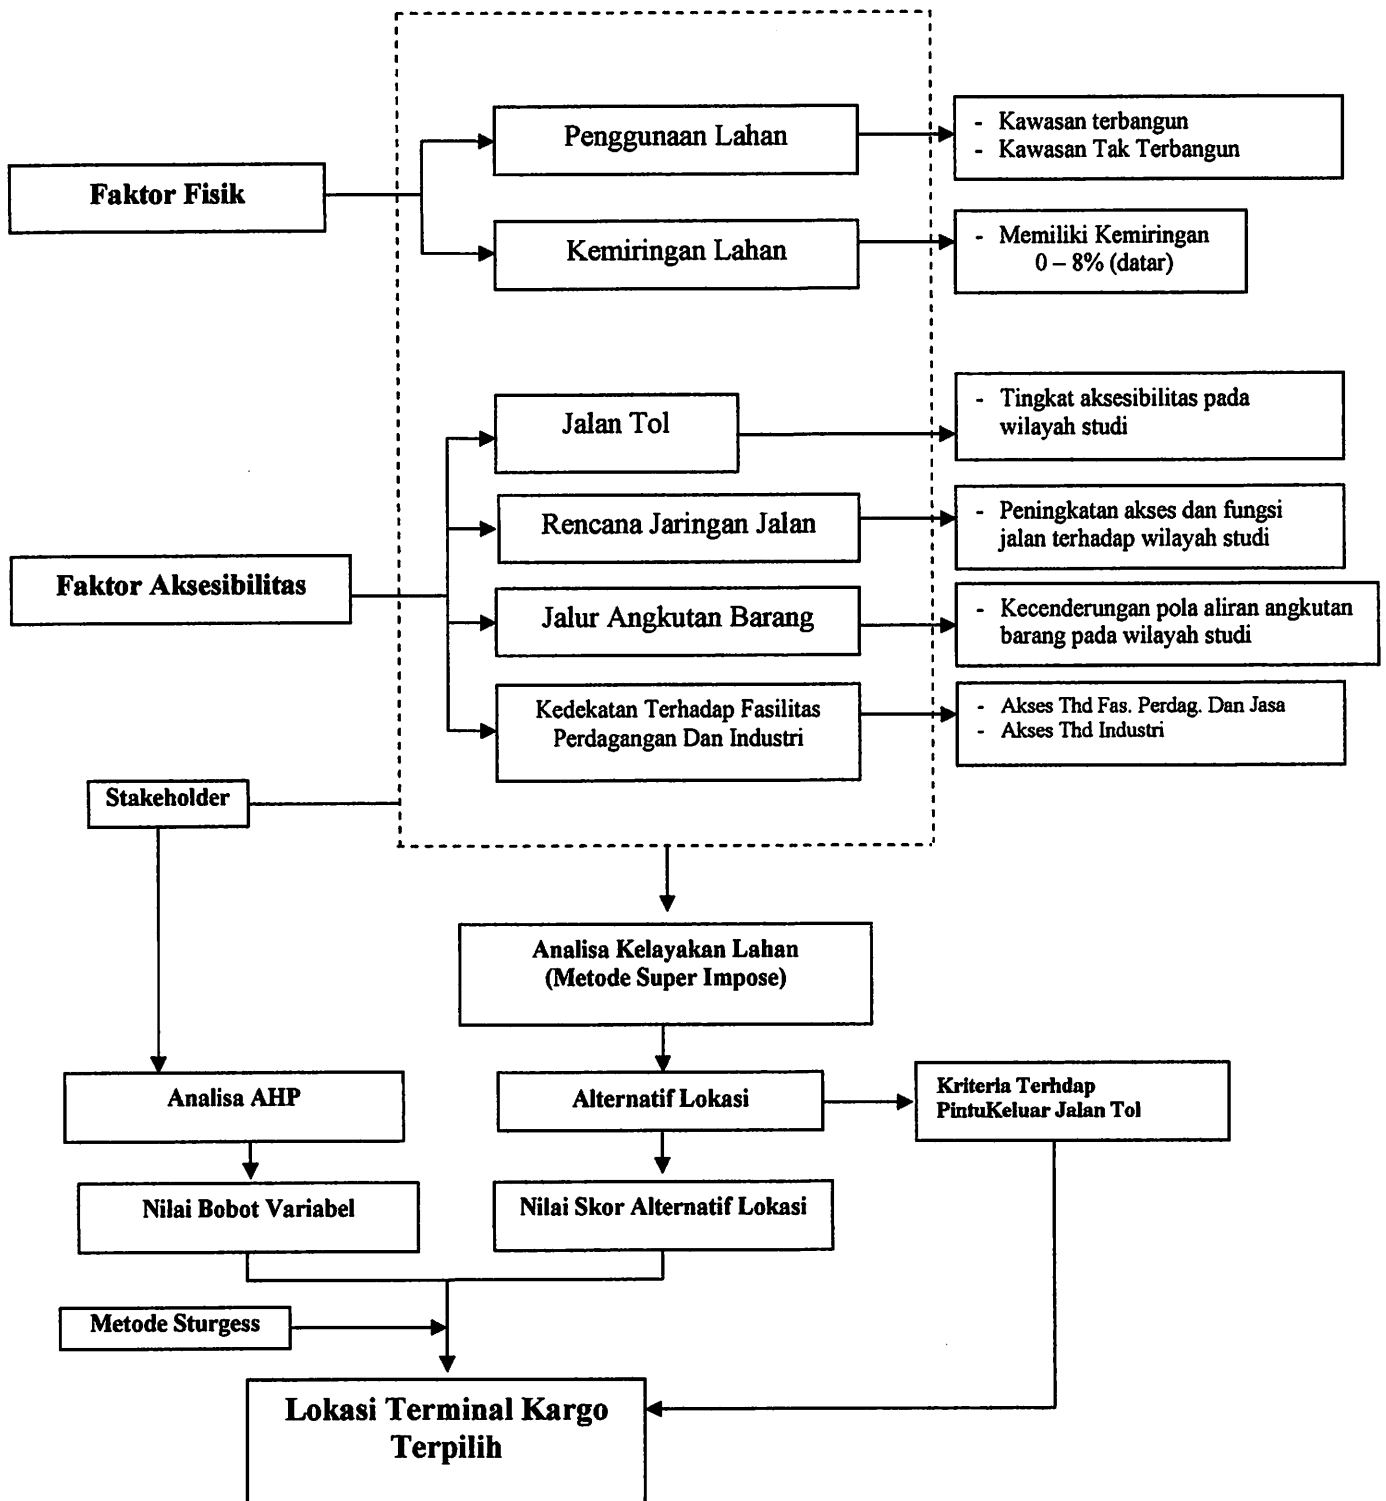 Penggunaan Lahan
- Kawasan terbangun
- Kawasan Tak Terbangun
Faktor Fisik
Kemiringan Lahan
- Memiliki Kemiringan
0 – 8% (datar)
Jalan Tol
- Tingkat aksesibilitas pada
wilayah studi
Rencana Jaringan Jalan
- Peningkatan akses dan fungsi
jalan terhadap wilayah studi
Faktor Aksesibilitas
Jalur Angkutan Barang
- Kecenderungan pola aliran angkutan
barang pada wilayah studi
Kedekatan Terhadap Fasilitas
Perdagangan Dan Industri
- Akses Thd Fas. Perdag. Dan Jasa
- Akses Thd Industri
Stakeholder
Analisa Kelayakan Lahan
(Metode Super Impose)
Analisa AHP
Alternatif Lokasi
Kriteria Terhdap
PintuKeluar Jalan Tol
Nilai Bobot Variabel
Nilai Skor Alternatif Lokasi
Metode Sturgess
Lokasi Terminal Kargo
Terpilih